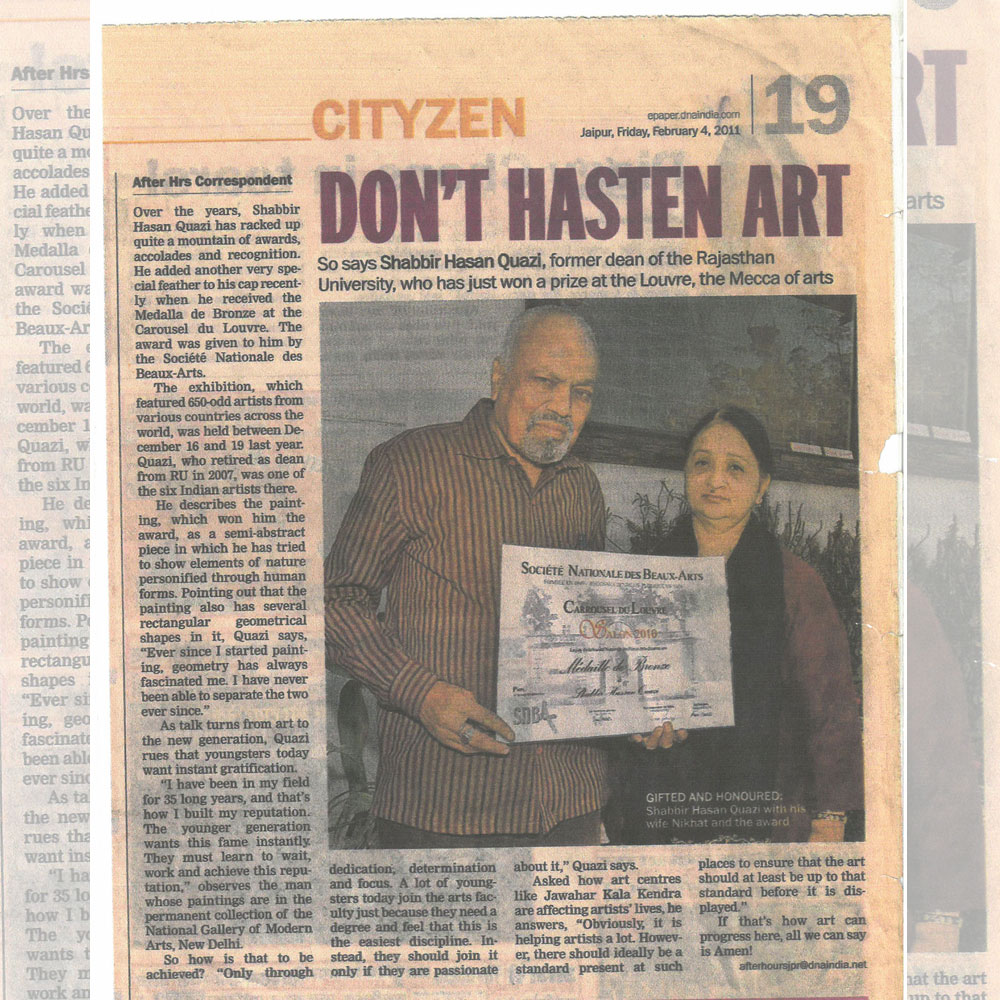 CITYZEN
epaper.dnaindia.com
Jaipur, Friday, February 4, 2011
19
After Hrs Correspondent
DON'T HASTEN ART
So says Shabbir Hasan Quazi, former dean of the Rajasthan
University, who has just won a prize at the Louvre, the Mecca of arts
Over the years, Shabbir
Hasan Quazi has racked up
quite a mountain of awards,
accolades and recognition.
He added another very spe-
cial feather to his cap recent-
ly when he received the
Medalla de Bronze at the
Carousel du Louvre. The
award was given to him by
the Société Nationale des
Beaux-Arts.
The exhibition, which
featured 650-odd artists from
various countries across the
world, was held between De-
cember 16 and 19 last year.
Quazi, who retired as dean
from RU in 2007, was one of
the six Indian artists there.
He describes the paint-
ing, which won him the
award, as a semi-abstract
piece in which he has tried
to show elements of nature
personified through human
forms. Pointing out that the
painting also has several
rectangular geometrical
shapes in it, Quazi says,
"Ever since I started paint-
ing, geometry has always
fascinated me. I have never
been able to separate the two
ever since."
As talk turns from art to
the new generation, Quazi
rues that youngsters today
want instant gratification.
"I have been in my field
for 35 long years, and that's
how I built my reputation.
The younger generation
wants this fame instantly.
They must learn to wait,
work and achieve this repu-
tation," observes the man
whose paintings are in the
permanent collection of the
National Gallery of Modern
Arts, New Delhi.
So how is that to be
achieved? "Only through
SOCIÉTÉ NATIONALE DES BEAUX-ARTS
CARROUSEL DU LOUVRE
SALON 2010
Médaille de Bronze
Shabbir Hasan Quazi
SNBA
GIFTED AND HONOURED:
Shabbir Hasan Quazi with his
wife Nikhat and the award
dedication, determination
and focus. A lot of young-
sters today join the arts fac-
ulty just because they need a
degree and feel that this is
the easiest discipline. In-
stead, they should join it
only if they are passionate
about it," Quazi says.
Asked how art centres
like Jawahar Kala Kendra
are affecting artists' lives, he
answers, "Obviously, it is
helping artists a lot. Howev-
er, there should ideally be a
standard present at such
places to ensure that the art
should at least be up to that
standard before it is dis-
played."
If that's how art can
progress here, all we can say
is Amen!
afterhoursjpr@dnaindia.net